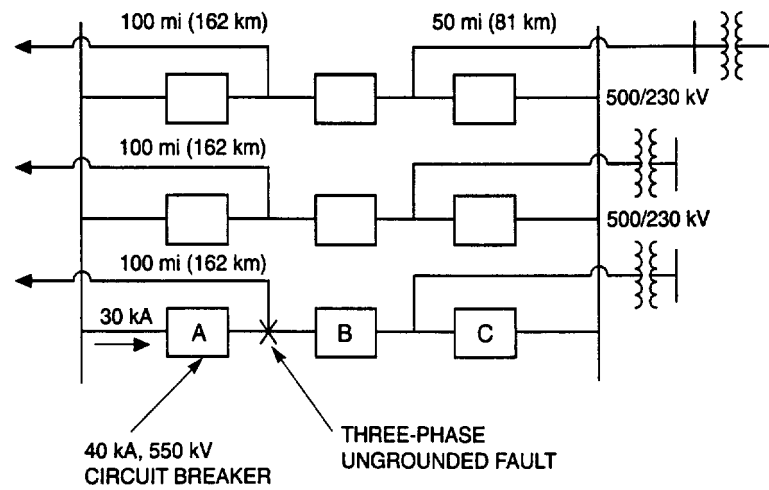 100 mi (162 km)
50 mi (81 km)
500/230 kV
100 mi (162 km)
500/230 kV
100 mi (162 km)
30 kA
A
B
C
40 kA, 550 kV
CIRCUIT BREAKER
THREE-PHASE
UNGROUNDED FAULT